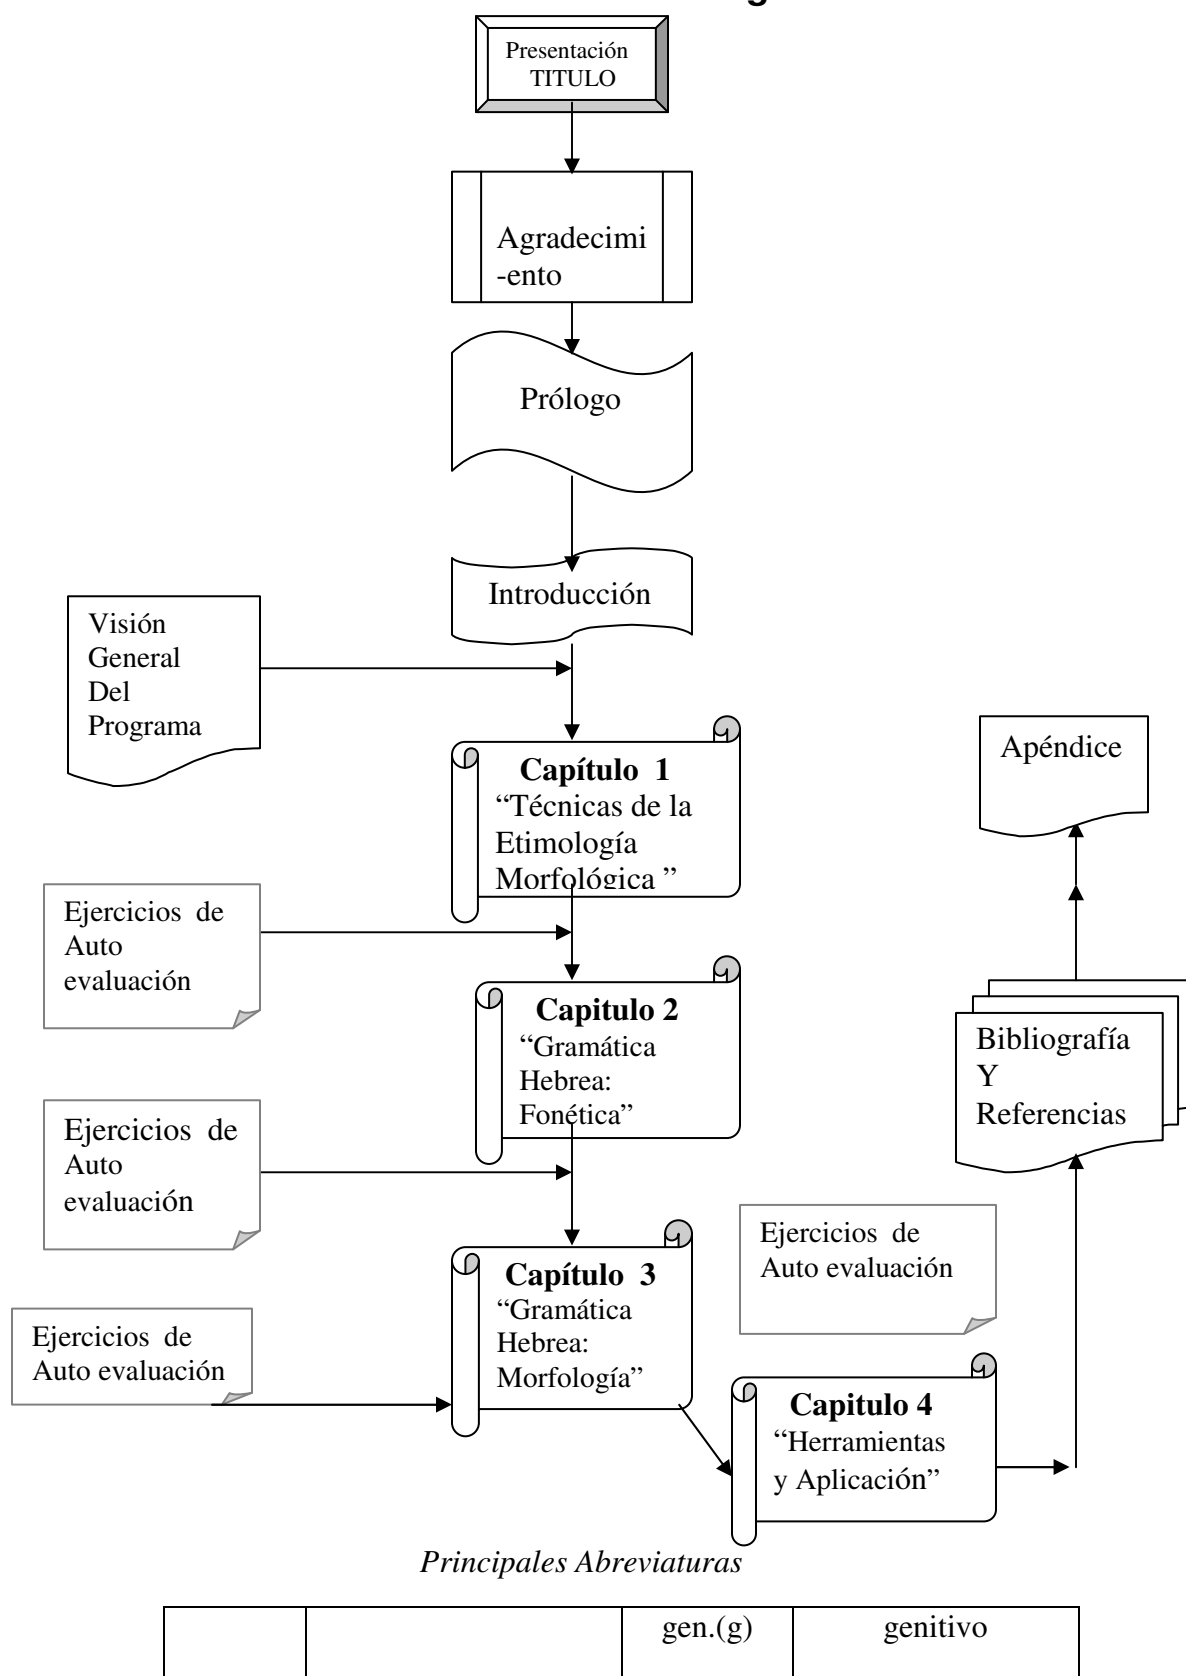 Presentación
TITULO
Agradecimi
-ento
Prólogo
Introducción
Visión
General
Del
Programa
Capítulo 1
“Técnicas de la
Etimología
Morfológica ”
Apéndice
Ejercicios de
Auto
evaluación
Capitulo 2
“Gramática
Hebrea:
Fonética”
Bibliografía
Y
Referencias
Ejercicios de
Auto
evaluación
Ejercicios de
Auto evaluación
Capítulo 3
“Gramática
Hebrea:
Morfología”
Ejercicios de
Auto evaluación
Capitulo 4
“Herramientas
y Aplicación”
Principales Abreviaturas
gen.(g) genitivo